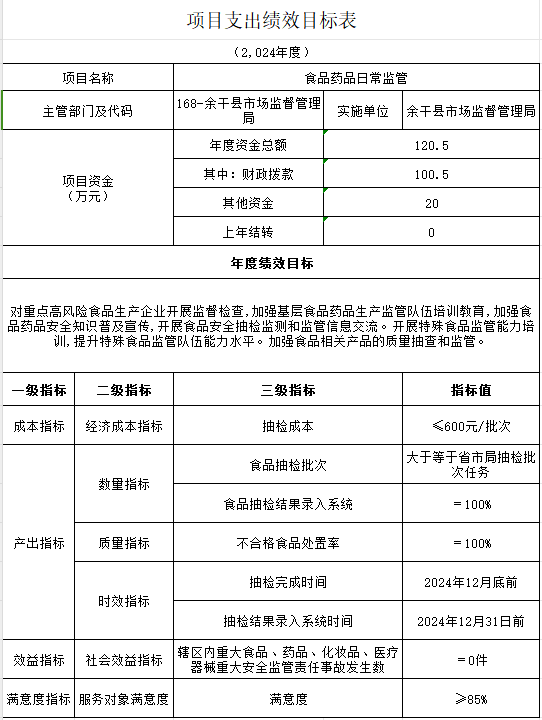 项目支出绩效目标表
（2,024年度）
项目名称 食品药品日常监管
主管部门及代码 168-余干县市场监督管理局 实施单位 余干县市场监督管理局
项目资金
（万元）
年度资金总额 120.5
其中：财政拨款 100.5
其他资金 20
上年结转 0
年度绩效目标
对重点高风险食品生产企业开展监督检查,加强基层食品药品生产监管队伍培训教育,加强食
品药品安全知识普及宣传,开展食品安全抽检监测和监管信息交流。开展特殊食品监管能力培
训,提升特殊食品监管队伍能力水平。加强食品相关产品的质量抽查和监管。
一级指标 二级指标 三级指标 指标值
成本指标 经济成本指标 抽检成本 ≤600元/批次
产出指标 数量指标 食品抽检批次 大于等于省市局抽检批
次任务
食品抽检结果录入系统 ＝100%
质量指标 不合格食品处置率 ＝100%
时效指标 抽检完成时间 2024年12月底前
抽检结果录入系统时间 2024年12月31日前
效益指标 社会效益指标 辖区内重大食品、药品、化妆品、医疗
器械重大安全监管责任事故发生数 ＝0件
满意度指标 服务对象满意度 满意度 ≥85%